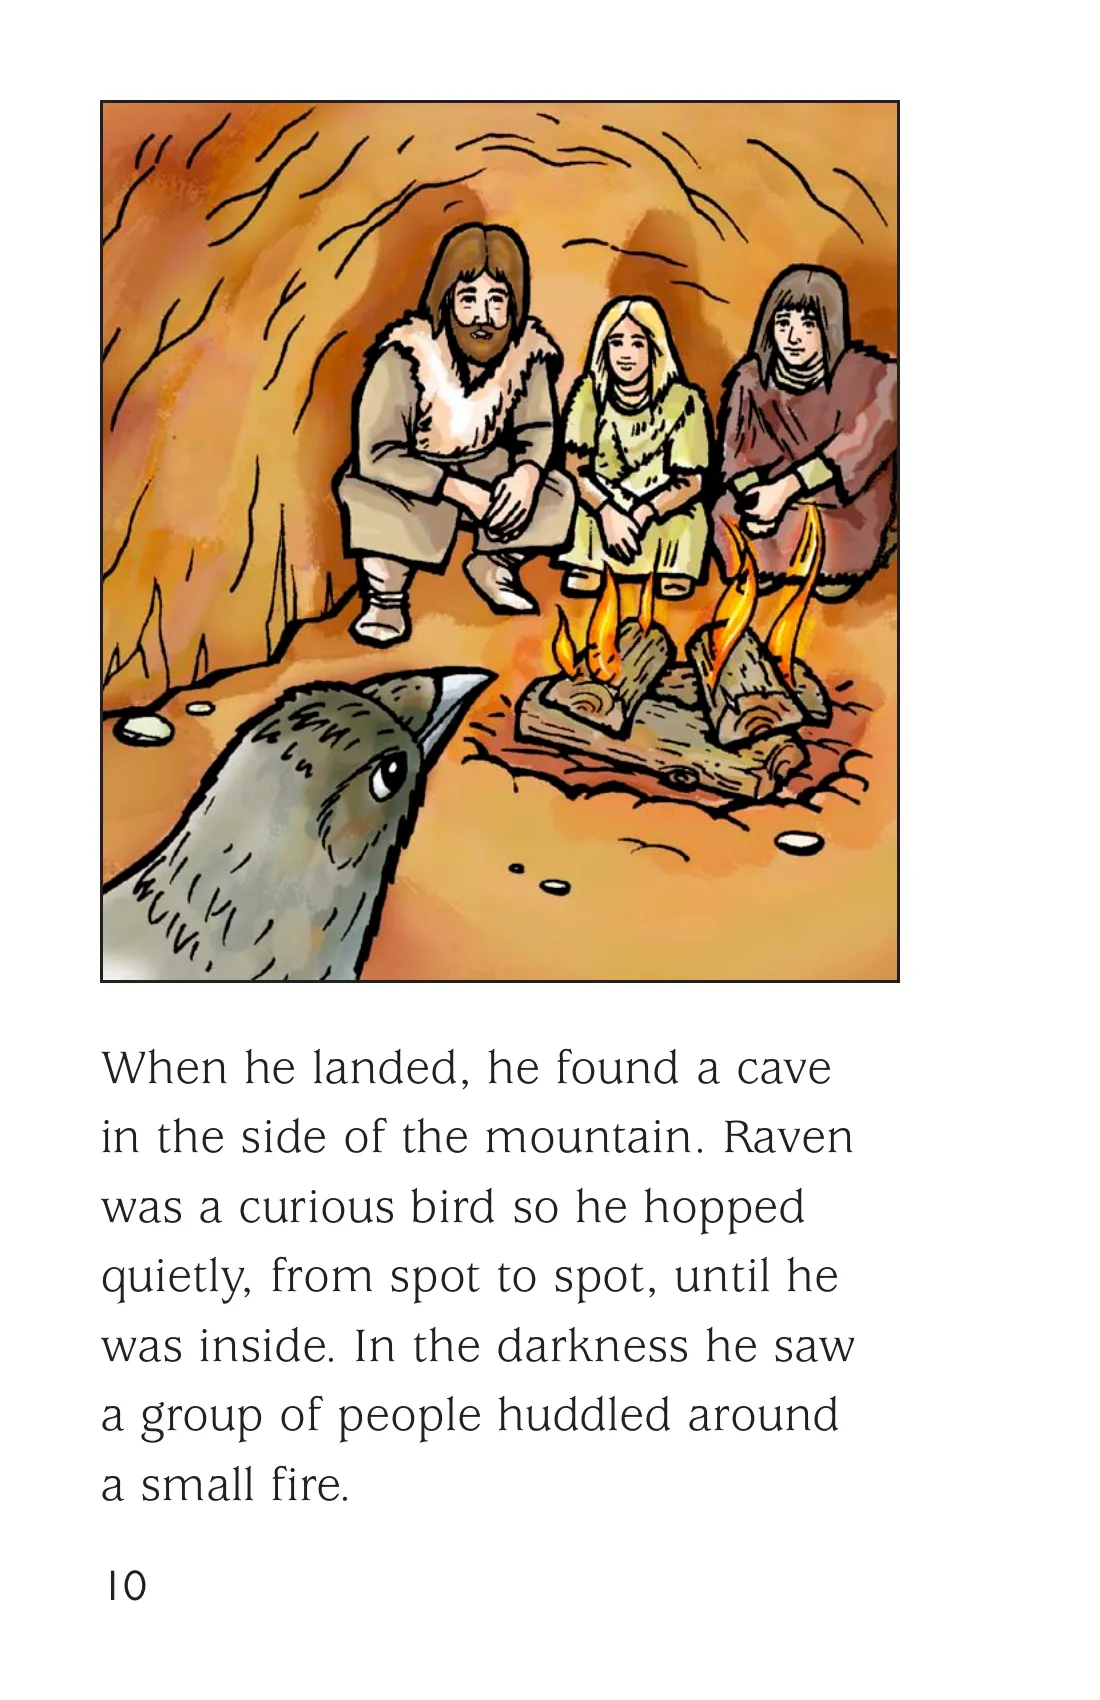 When he landed, he found a cave
in the side of the mountain. Raven
was a curious bird so he hopped
quietly, from spot to spot, until he
was inside. In the darkness he saw
a group of people huddled around
a small fire.
10